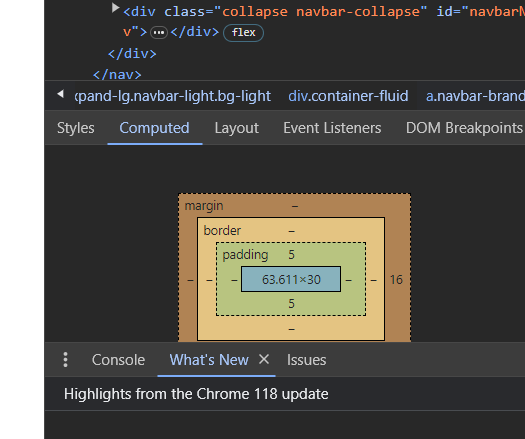 <div class="collapse navbar-collapse" id="navbarN
v">…</div> flex
</div>
</nav>
xpand-lg.navbar-light.bg-light div.container-fluid a.navbar-brand
Styles Computed Layout Event Listeners DOM Breakpoints
margin –
border –
padding 5
– – – 63.611×30 – – 16
5
–
Console What's New × Issues
Highlights from the Chrome 118 update